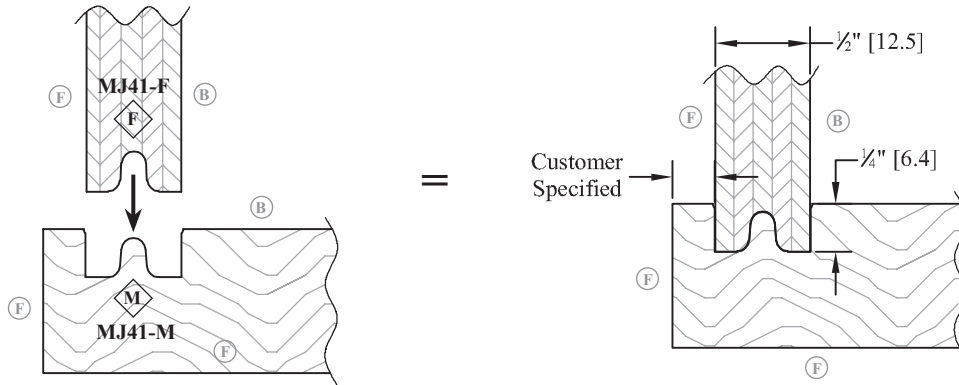 MJ41-F
F
B
F
B
=
F
M
MJ41-M
F
½" [12.5]
F
B
¼" [6.4]
Customer
Specified
F
F